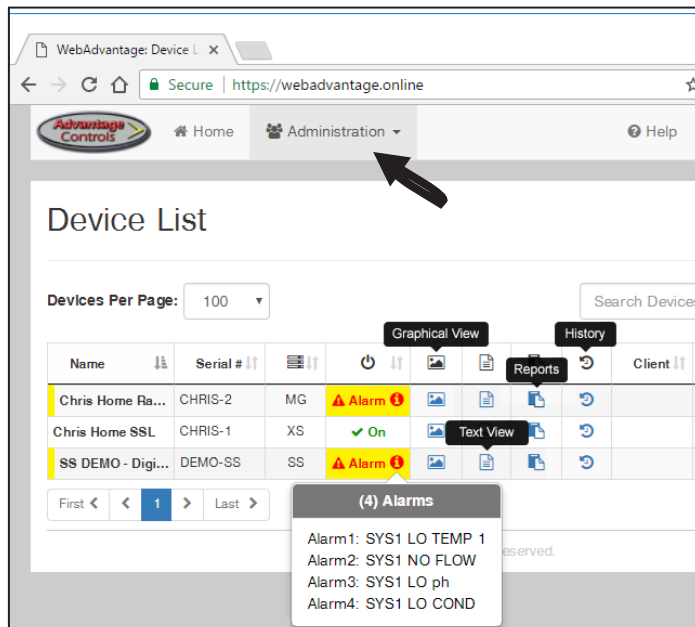 WebAdvantage: Device L
Secure | https://webadvantage.online
Advantage Controls Home Administration Help
Device List
Devices Per Page: 100 Search Devices
Graphical View History
Name Serial # Reports Client
Chris Home Ra... CHRIS-2 MG Alarm
Chris Home SSL CHRIS-1 XS On Text View
SS DEMO - Digi... DEMO-SS SS Alarm
First 1 Last
(4) Alarms
Alarm1: SYS1 LO TEMP 1
Alarm2: SYS1 NO FLOW
eserved.
Alarm3: SYS1 LO ph
Alarm4: SYS1 LO COND